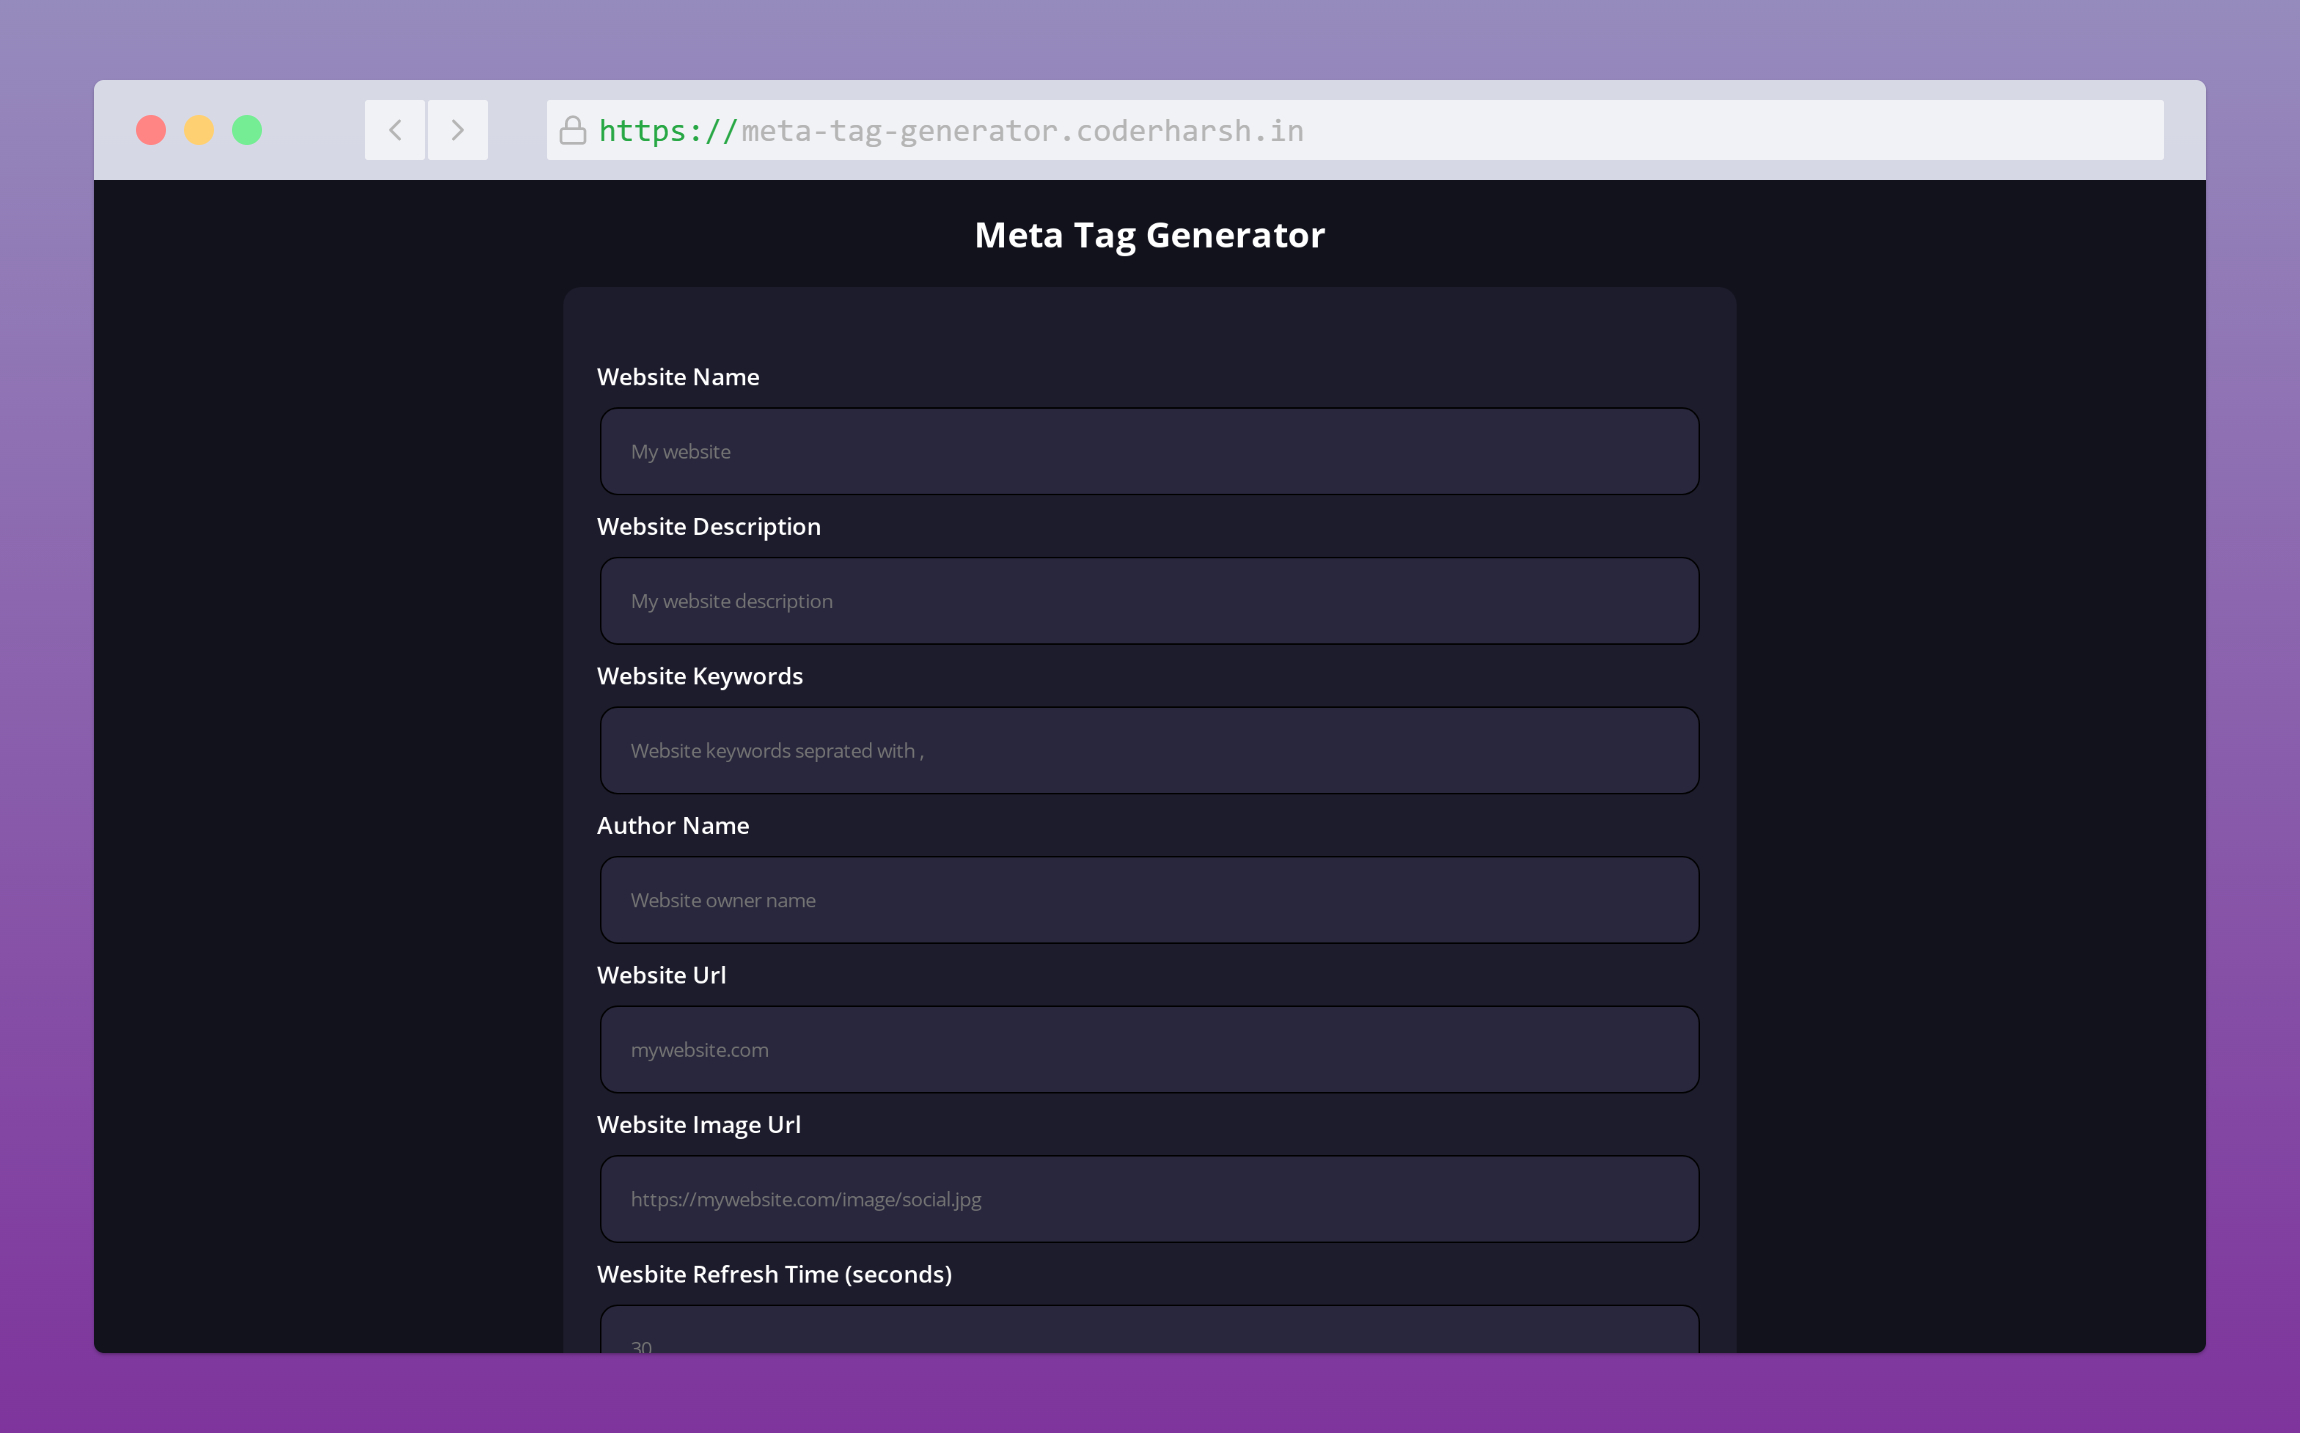 https://meta-tag-generator.coderharsh.in
Meta Tag Generator
Website Name
My website
Website Description
My website description
Website Keywords
Website keywords seprated with ,
Author Name
Website owner name
Website Url
mywebsite.com
Website Image Url
https://mywebsite.com/image/social.jpg
Wesbite Refresh Time (seconds)
30